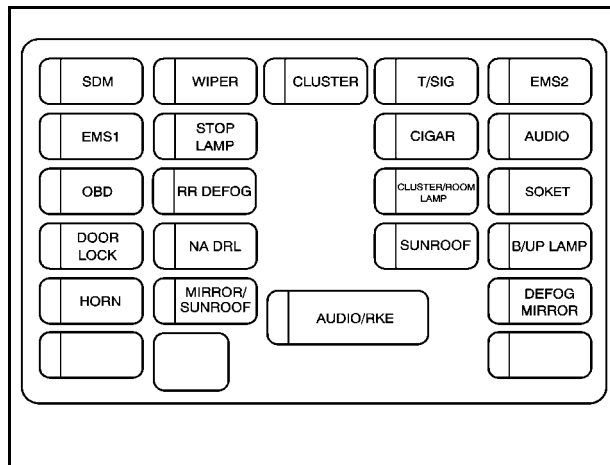 SDM
WIPER
CLUSTER
T/SIG
EMS2
EMS1
STOP
LAMP
CIGAR
AUDIO
OBD
RR DEFOG
CLUSTER/ROOM
LAMP
SOKET
DOOR
LOCK
NA DRL
SUNROOF
B/UP LAMP
HORN
MIRROR/
SUNROOF
AUDIO/RKE
DEFOG
MIRROR